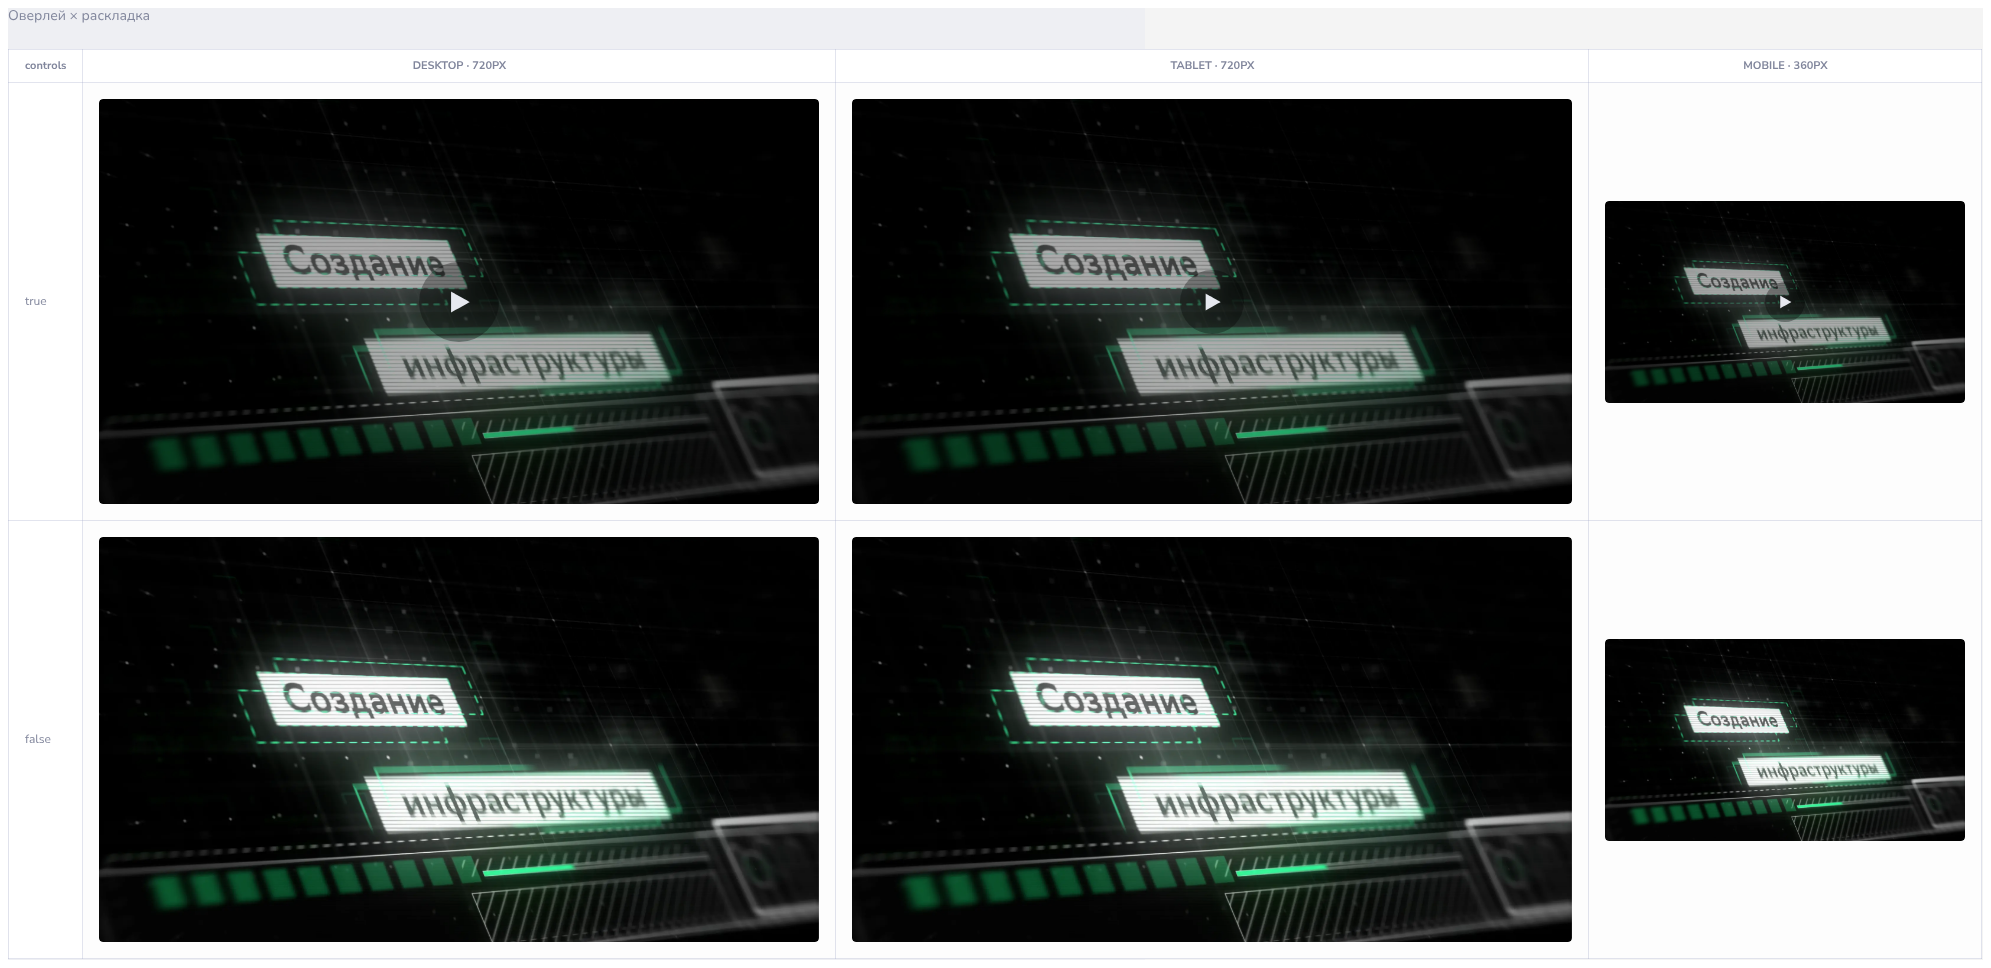 Оверлей × раскладка
controls DESKTOP · 720PX TABLET · 720PX MOBILE · 360PX
true
Создание
инфраструктуры
Создание
инфраструктуры
Создание
инфраструктуры
false
Создание
инфраструктуры
Создание
инфраструктуры
Создание
инфраструктуры